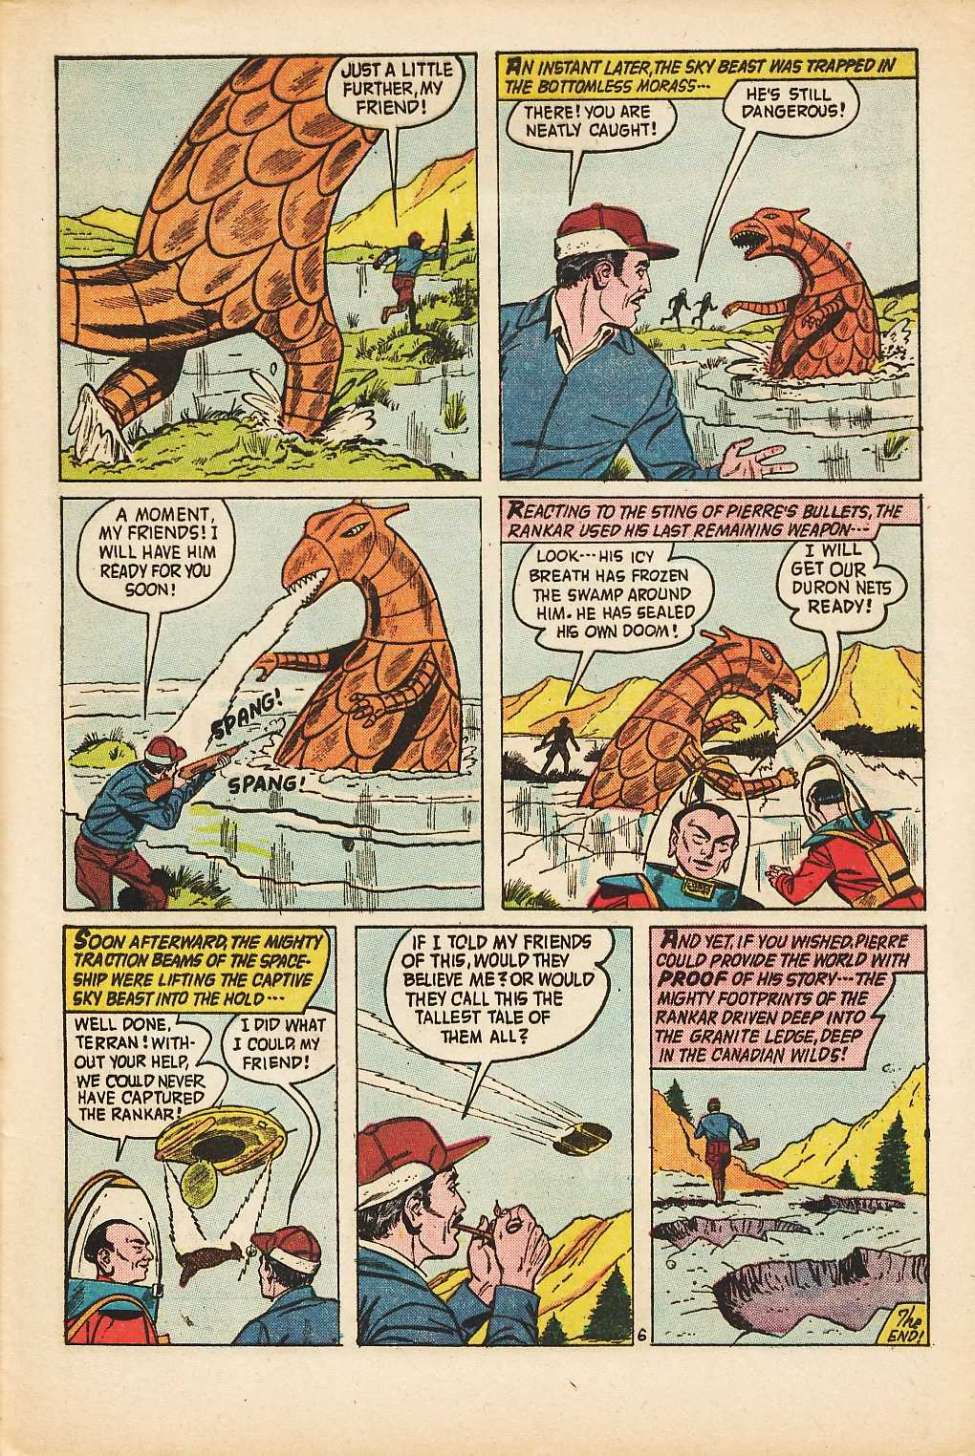 JUST A LITTLE
FURTHER, MY
FRIEND!
AN INSTANT LATER, THE SKY BEAST WAS TRAPPED IN
THE BOTTOMLESS MORASS---
THERE! YOU ARE
NEATLY CAUGHT!
HE'S STILL
DANGEROUS!
A MOMENT,
MY FRIENDS! I
WILL HAVE HIM
READY FOR YOU
SOON!
SPANG!
SPANG!
REACTING TO THE STING OF PIERRE'S BULLETS, THE
RANKAR USED HIS LAST REMAINING WEAPON---
LOOK---HIS ICY
BREATH HAS FROZEN
THE SWAMP AROUND
HIM. HE HAS SEALED
HIS OWN DOOM!
I WILL
GET OUR
DURON NETS
READY!
SOON AFTERWARD, THE MIGHTY
TRACTION BEAMS OF THE SPACE-
SHIP WERE LIFTING THE CAPTIVE
SKY BEAST INTO THE HOLD---
WELL DONE,
TERRAN! WITH-
OUT YOUR HELP,
WE COULD NEVER
HAVE CAPTURED
THE RANKAR!
I DID WHAT
I COULD, MY
FRIEND!
IF I TOLD MY FRIENDS
OF THIS, WOULD THEY
BELIEVE ME? OR WOULD
THEY CALL THIS THE
TALLEST TALE OF
THEM ALL?
6
AND YET, IF YOU WISHED, PIERRE
COULD PROVIDE THE WORLD WITH
PROOF OF HIS STORY---THE
MIGHTY FOOTPRINTS OF THE
RANKAR DRIVEN DEEP INTO
THE GRANITE LEDGE, DEEP
IN THE CANADIAN WILDS!
The
END!